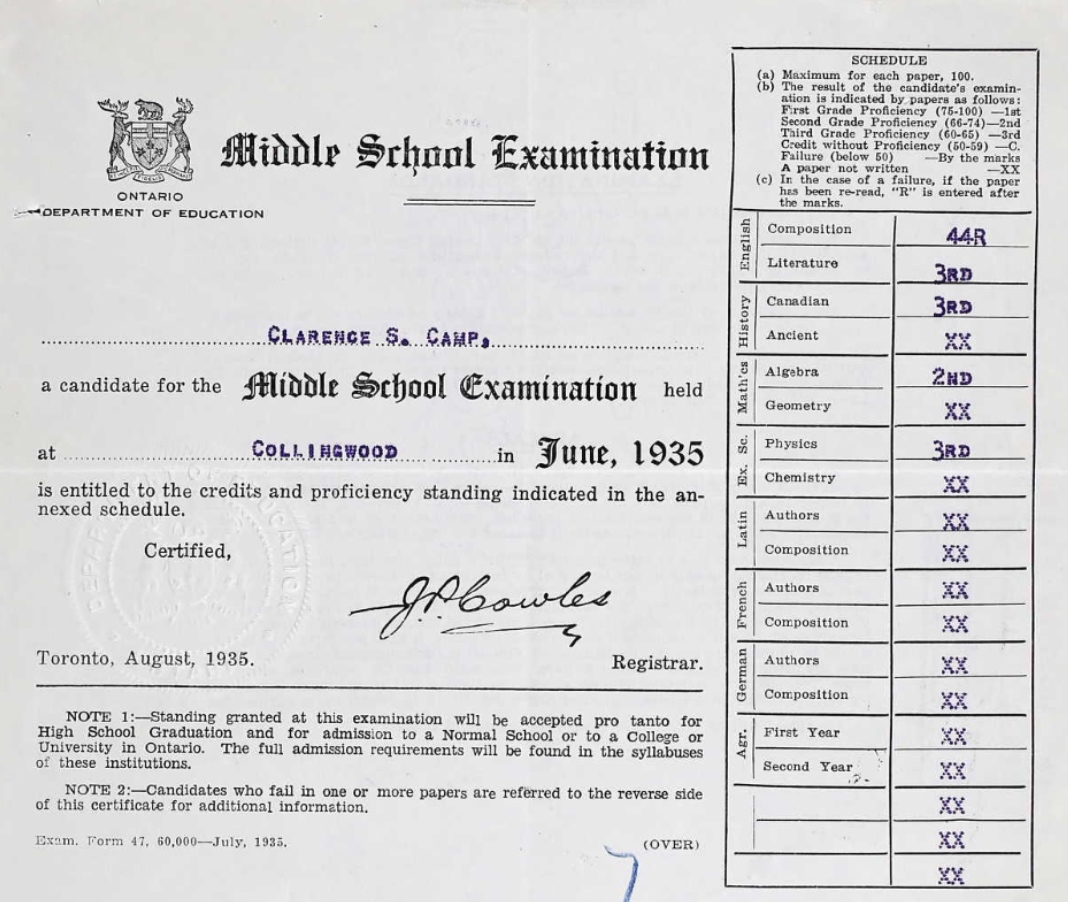 ONTARIO
DEPARTMENT OF EDUCATION
Middle School Examination
CLARENCE S. CAMP,
a candidate for the Middle School Examination held
at COLLINGWOOD in June, 1935
is entitled to the credits and proficiency standing indicated in the an-
nexed schedule.
Certified,
J.P. Cowles
Toronto, August, 1935. Registrar.
NOTE 1:—Standing granted at this examination will be accepted pro tanto for
High School Graduation and for admission to a Normal School or to a College or
University in Ontario. The full admission requirements will be found in the syllabuses
of these institutions.
NOTE 2:—Candidates who fail in one or more papers are referred to the reverse side
of this certificate for additional information.
Exam. Form 47, 60,000—July, 1935. (OVER)
SCHEDULE
(a) Maximum for each paper, 100.
(b) The result of the candidate's examin-
ation is indicated by papers as follows:
First Grade Proficiency (75-100) —1st
Second Grade Proficiency (66-74)—2nd
Third Grade Proficiency (60-65) —3rd
Credit without Proficiency (50-59) —C.
Failure (below 50) —By the marks
A paper not written —XX
(c) In the case of a failure, if the paper
has been re-read, "R" is entered after
the marks.
English
Composition 44R
Literature 3RD
History
Canadian 3RD
Ancient XX
Math'cs
Algebra 2ND
Geometry XX
Ex. Sc.
Physics 3RD
Chemistry XX
Latin
Authors XX
Composition XX
French
Authors XX
Composition XX
German
Authors XX
Composition XX
Agr.
First Year XX
Second Year XX
XX
XX
XX